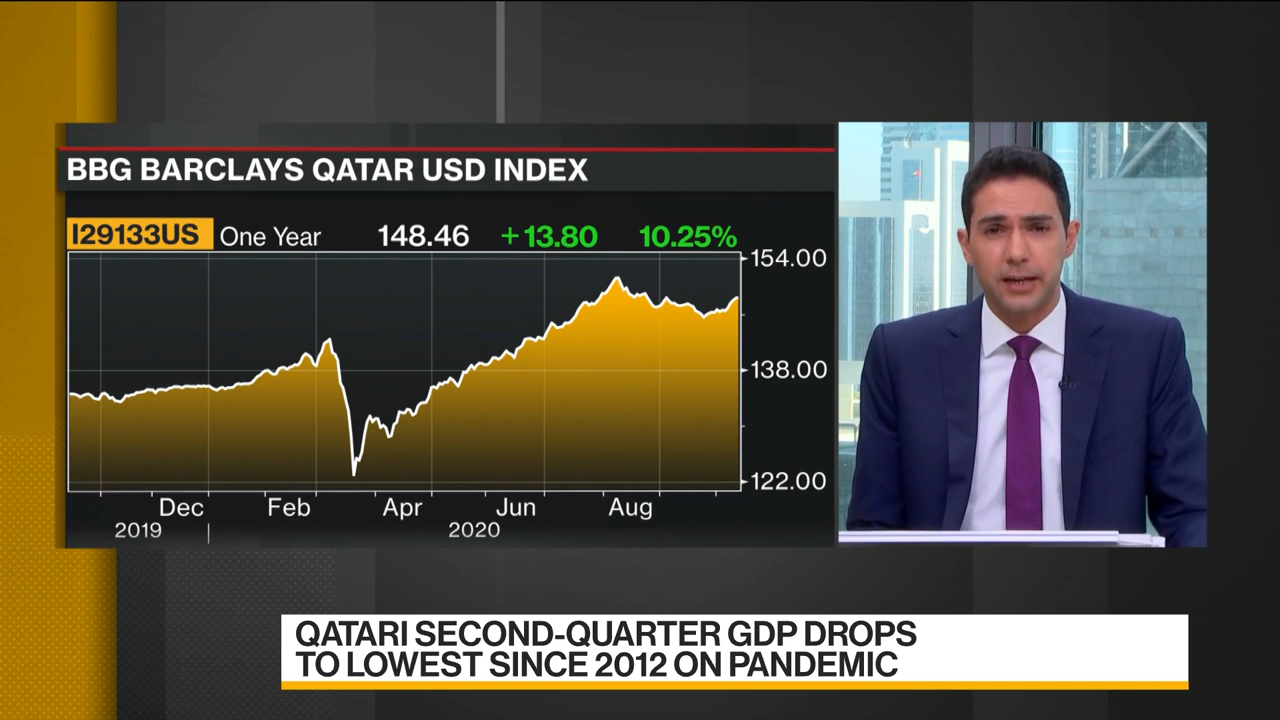 BBG BARCLAYS QATAR USD INDEX
I29133US One Year 148.46 +13.80 10.25%
154.00
138.00
122.00
Dec Feb Apr Jun Aug
2019 2020
QATARI SECOND-QUARTER GDP DROPS
TO LOWEST SINCE 2012 ON PANDEMIC